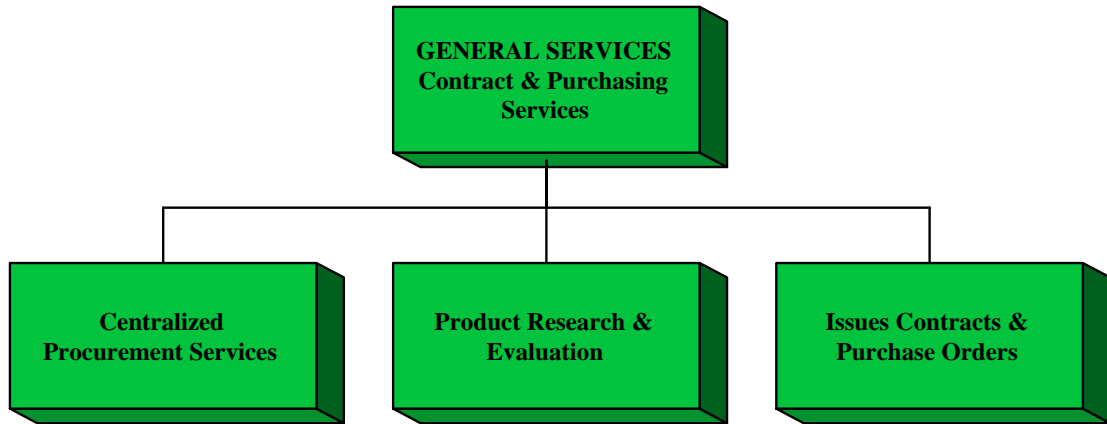 GENERAL SERVICES
Contract & Purchasing
Services
Centralized
Procurement Services
Product Research &
Evaluation
Issues Contracts &
Purchase Orders